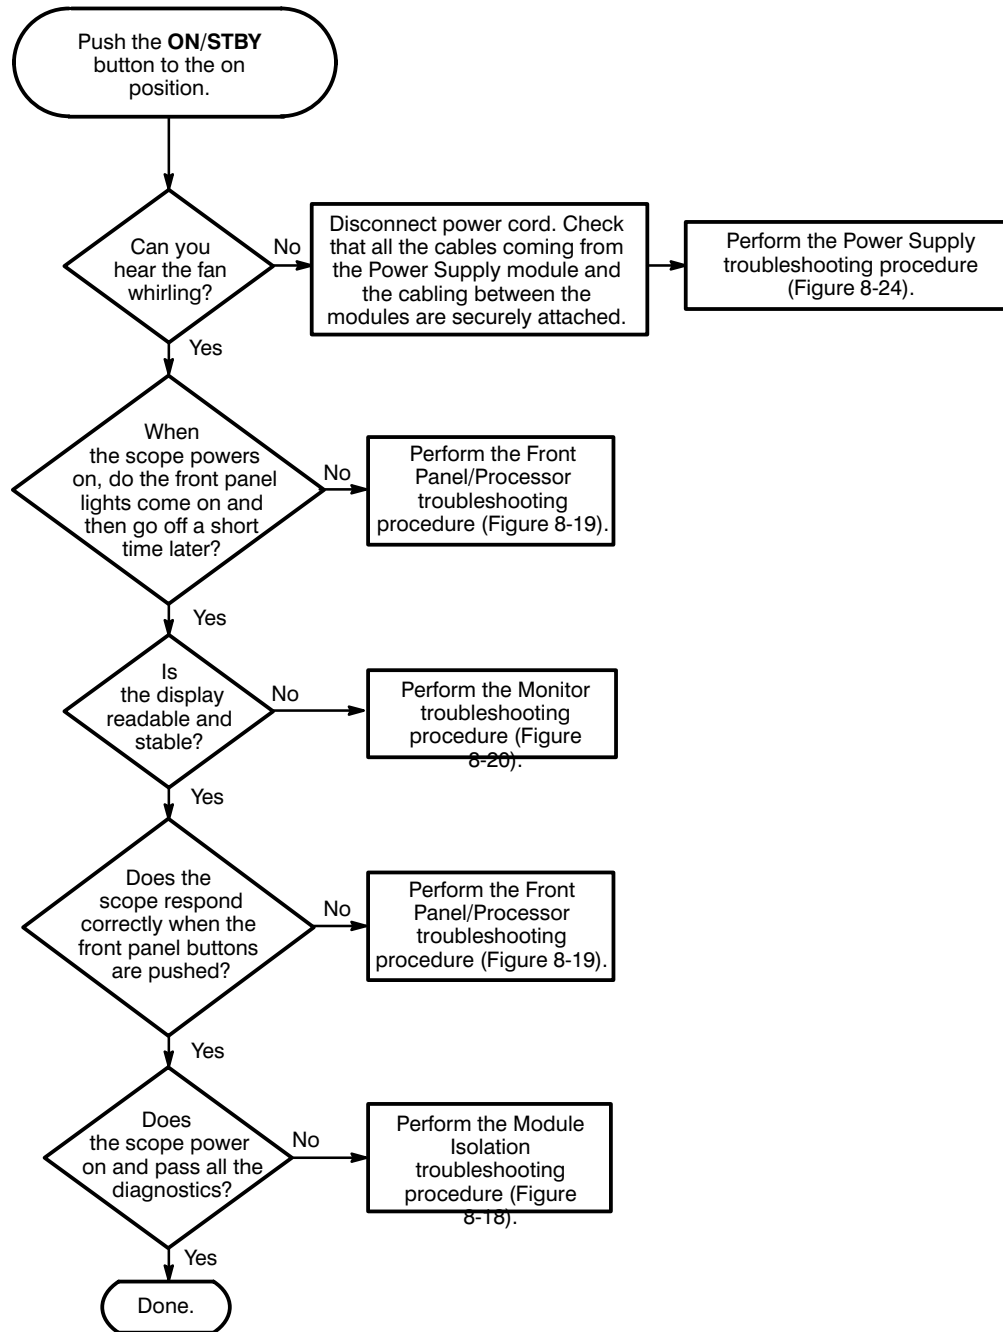 Push the ON/STBY
button to the on
position.
Can you
hear the fan
whirling?
No
Disconnect power cord. Check
that all the cables coming from
the Power Supply module and
the cabling between the
modules are securely attached.
Perform the Power Supply
troubleshooting procedure
(Figure 8-24).
Yes
When
the scope powers
on, do the front panel
lights come on and
then go off a short
time later?
No
Perform the Front
Panel/Processor
troubleshooting
procedure (Figure 8-19).
Yes
Is
the display
readable and
stable?
No
Perform the Monitor
troubleshooting
procedure (Figure
8-20).
Yes
Does the
scope respond
correctly when the
front panel buttons
are pushed?
No
Perform the Front
Panel/Processor
troubleshooting
procedure (Figure 8-19).
Yes
Does
the scope power
on and pass all the
diagnostics?
No
Perform the Module
Isolation
troubleshooting
procedure (Figure
8-18).
Yes
Done.